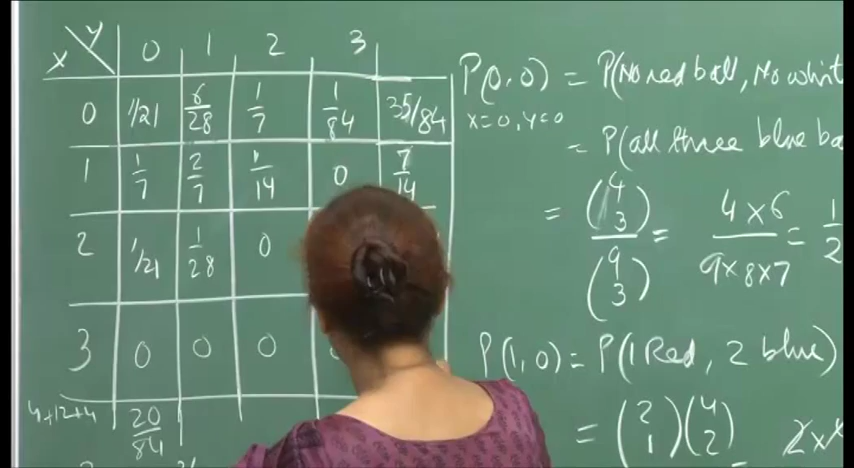 X Y 0 1 2 3
0 1/21 6/28 1/7 1/84 35/84
1 1/7 2/7 1/14 0 7/14
2 1/21 1/28 0
3 0 0 0
4+12+4 20/84
P(0,0) = P(No red ball, No whit
x=0, y=0
= P(all three blue ba
= (4 3)/(9 3) = 4×6/9×8×7 = 1/2
P(1,0) = P(1 Red, 2 blue)
= (2 1)(4 2) 2×